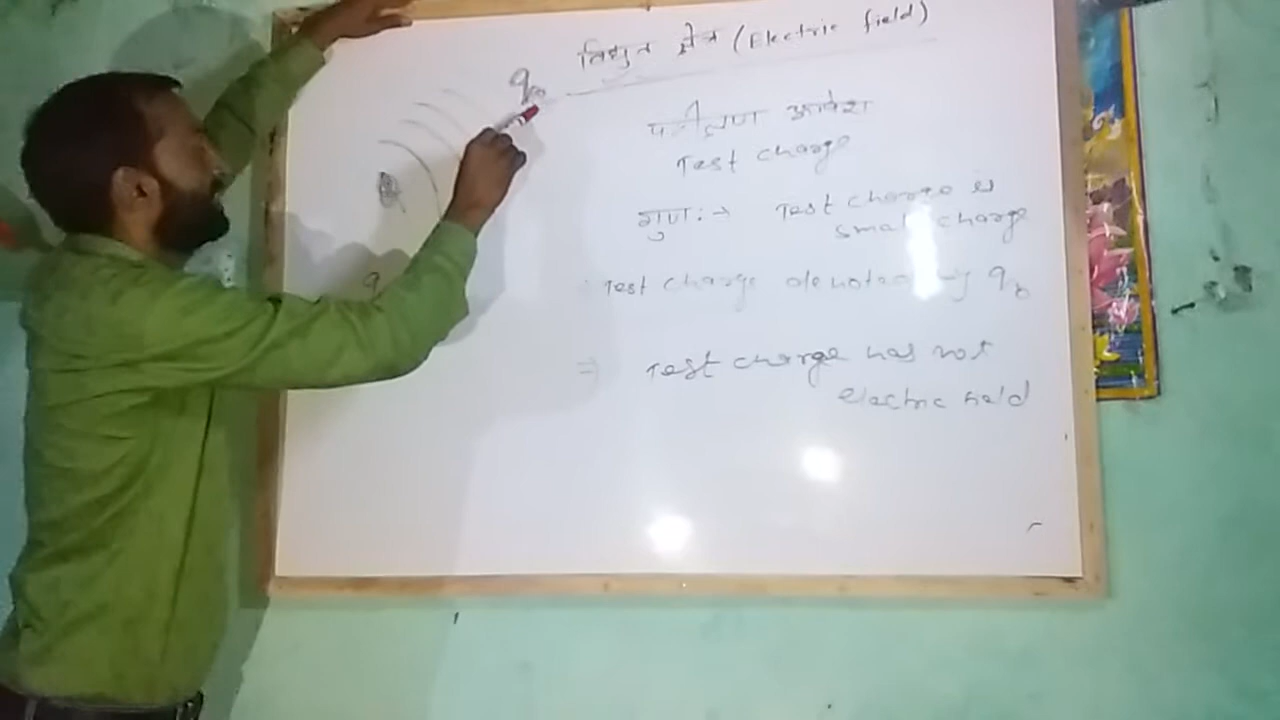 विद्युत क्षेत्र (Electric field)
q₀
परीक्षण आवेश
Test charge
गुण :→ Test charge is
small charge
q
Test charge denoted by q₀
⇒ Test charge has not
electric field